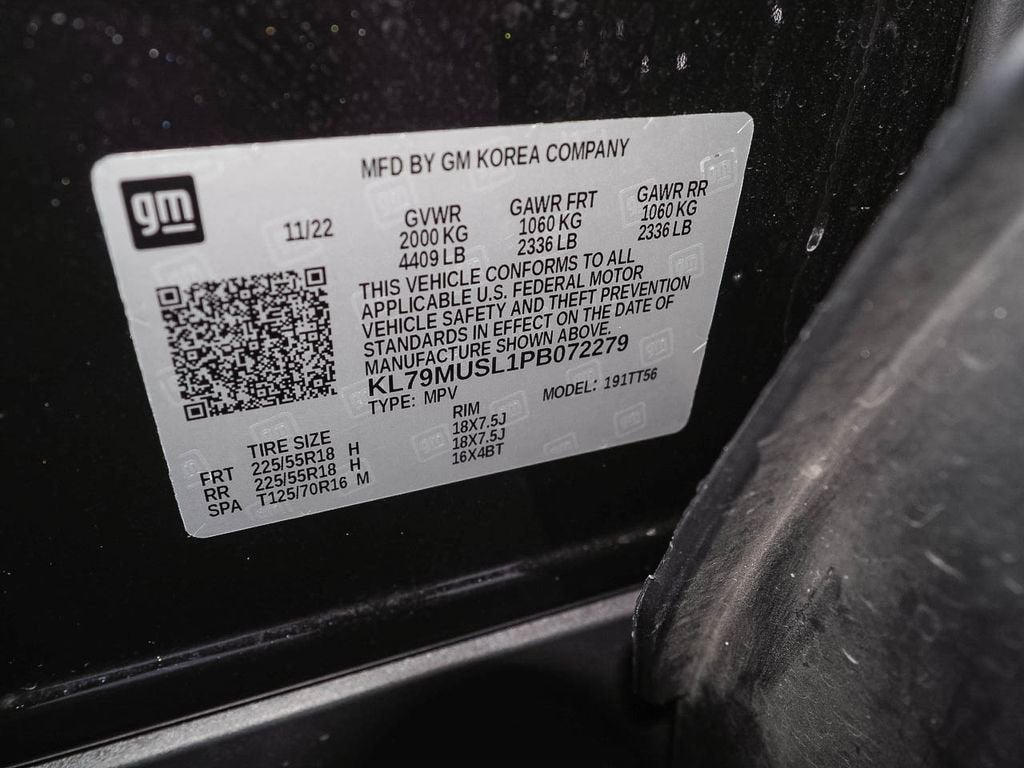 MFD BY GM KOREA COMPANY
gm
11/22
GVWR GAWR FRT GAWR RR
2000 KG 1060 KG 1060 KG
4409 LB 2336 LB 2336 LB
THIS VEHICLE CONFORMS TO ALL
APPLICABLE U.S. FEDERAL MOTOR
VEHICLE SAFETY AND THEFT PREVENTION
STANDARDS IN EFFECT ON THE DATE OF
MANUFACTURE SHOWN ABOVE.
KL79MUSL1PB072279
TYPE: MPV MODEL: 191TT56
TIRE SIZE RIM
FRT 225/55R18 H 18X7.5J
RR 225/55R18 H 18X7.5J
SPA T125/70R16 M 16X4BT